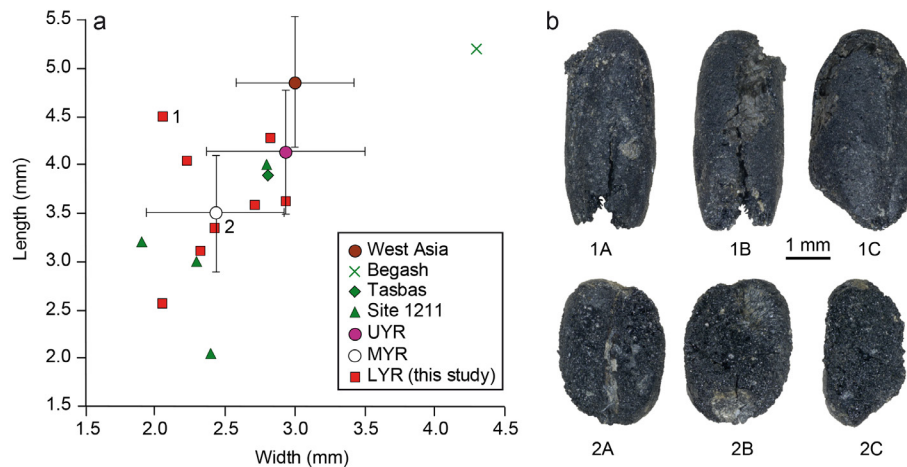 a
5.5
5.0
4.5
4.0
3.5
3.0
2.5
2.0
1.5
Length (mm)
1
2
West Asia
Begash
Tasbas
Site 1211
UYR
MYR
LYR (this study)
1.5 2.0 2.5 3.0 3.5 4.0 4.5
Width (mm)
b
1A 1B 1 mm 1C
2A 2B 2C